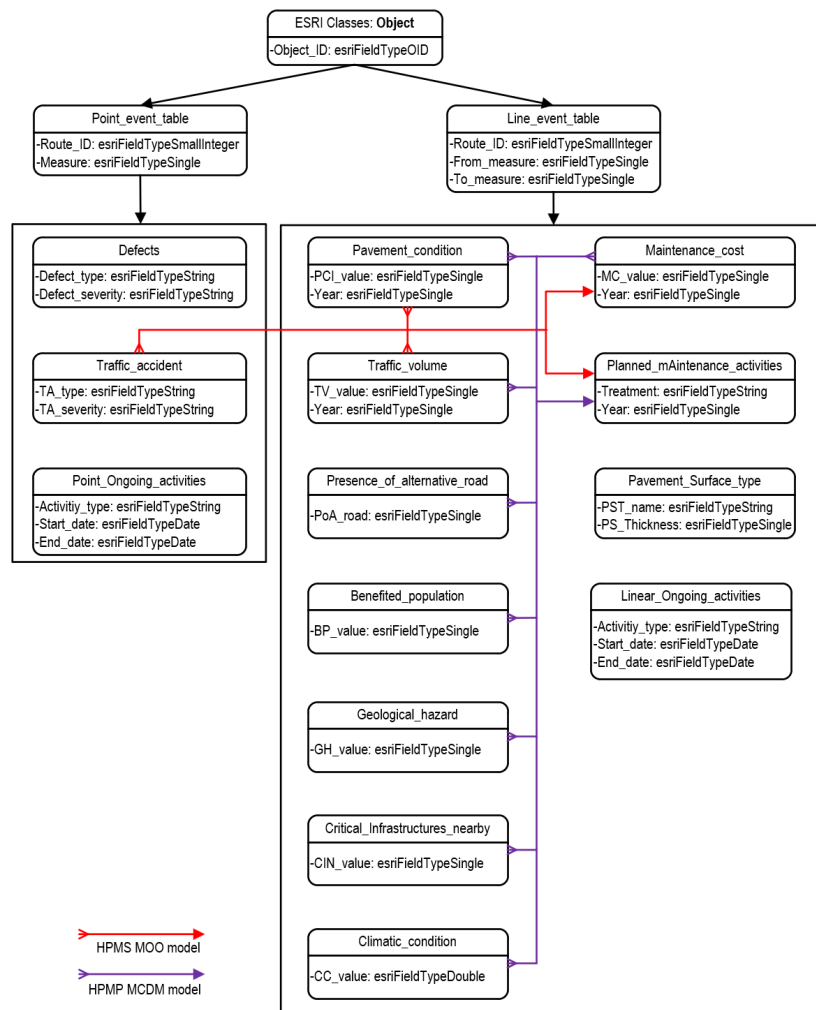 ESRI Classes: Object
-Object_ID: esriFieldTypeOID
Point_event_table
-Route_ID: esriFieldTypeSmallInteger
-Measure: esriFieldTypeSingle
Line_event_table
-Route_ID: esriFieldTypeSmallInteger
-From_measure: esriFieldTypeSingle
-To_measure: esriFieldTypeSingle
Defects
-Defect_type: esriFieldTypeString
-Defect_severity: esriFieldTypeString
Traffic_accident
-TA_type: esriFieldTypeString
-TA_severity: esriFieldTypeString
Point_Ongoing_activities
-Activitiy_type: esriFieldTypeString
-Start_date: esriFieldTypeDate
-End_date: esriFieldTypeDate
Pavement_condition
-PCI_value: esriFieldTypeSingle
-Year: esriFieldTypeSingle
Traffic_volume
-TV_value: esriFieldTypeSingle
-Year: esriFieldTypeSingle
Presence_of_alternative_road
-PoA_road: esriFieldTypeSingle
Benefited_population
-BP_value: esriFieldTypeSingle
Geological_hazard
-GH_value: esriFieldTypeSingle
Critical_Infrastructures_nearby
-CIN_value: esriFieldTypeSingle
Climatic_condition
-CC_value: esriFieldTypeDouble
Maintenance_cost
-MC_value: esriFieldTypeSingle
-Year: esriFieldTypeSingle
Planned_mAintenance_activities
-Treatment: esriFieldTypeString
-Year: esriFieldTypeSingle
Pavement_Surface_type
-PST_name: esriFieldTypeString
-PS_Thickness: esriFieldTypeSingle
Linear_Ongoing_activities
-Activitiy_type: esriFieldTypeString
-Start_date: esriFieldTypeDate
-End_date: esriFieldTypeDate
HPMS MOO model
HPMP MCDM model